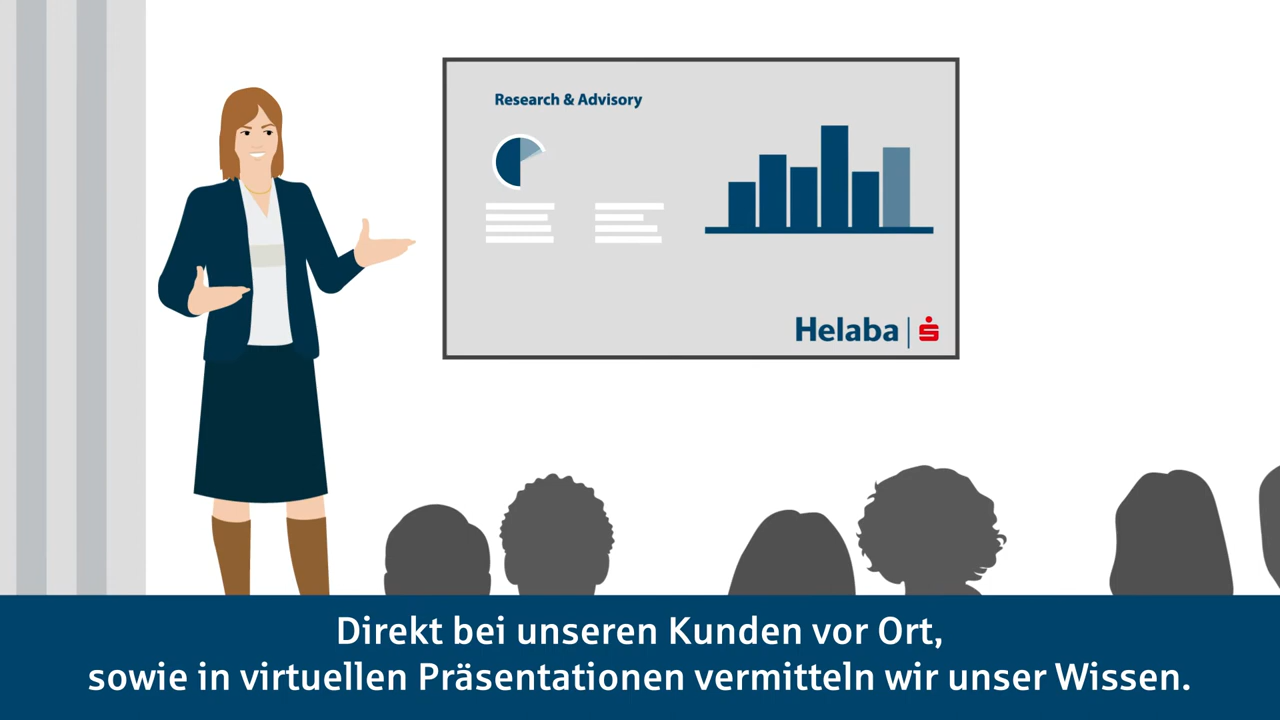 Research & Advisory
Helaba
Direkt bei unseren Kunden vor Ort,
sowie in virtuellen Präsentationen vermitteln wir unser Wissen.